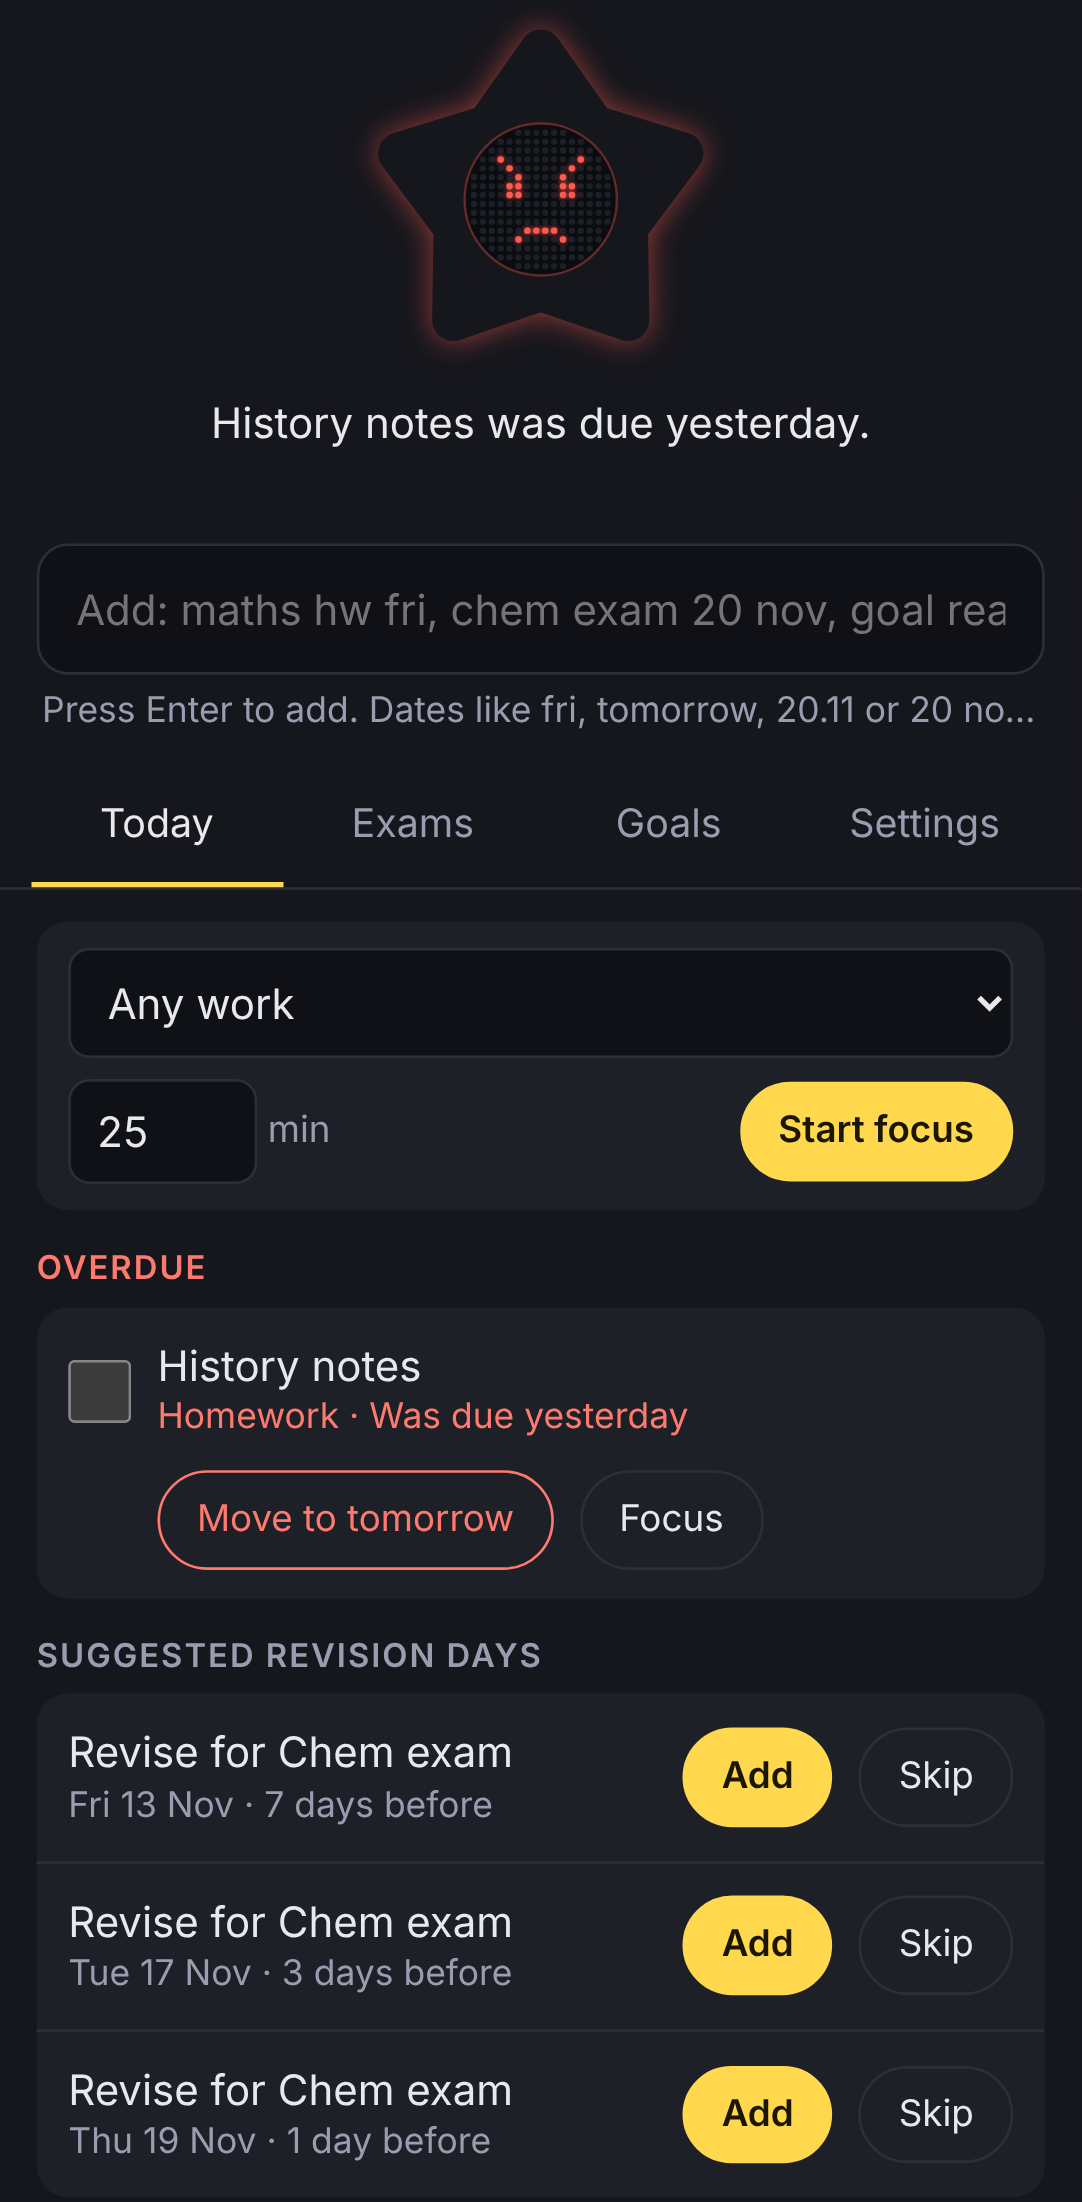 History notes was due yesterday.
Add: maths hw fri, chem exam 20 nov, goal rea
Press Enter to add. Dates like fri, tomorrow, 20.11 or 20 no...
Today Exams Goals Settings
Any work
25 min Start focus
OVERDUE
History notes
Homework · Was due yesterday
Move to tomorrow Focus
SUGGESTED REVISION DAYS
Revise for Chem exam
Fri 13 Nov · 7 days before
Add Skip
Revise for Chem exam
Tue 17 Nov · 3 days before
Add Skip
Revise for Chem exam
Thu 19 Nov · 1 day before
Add Skip